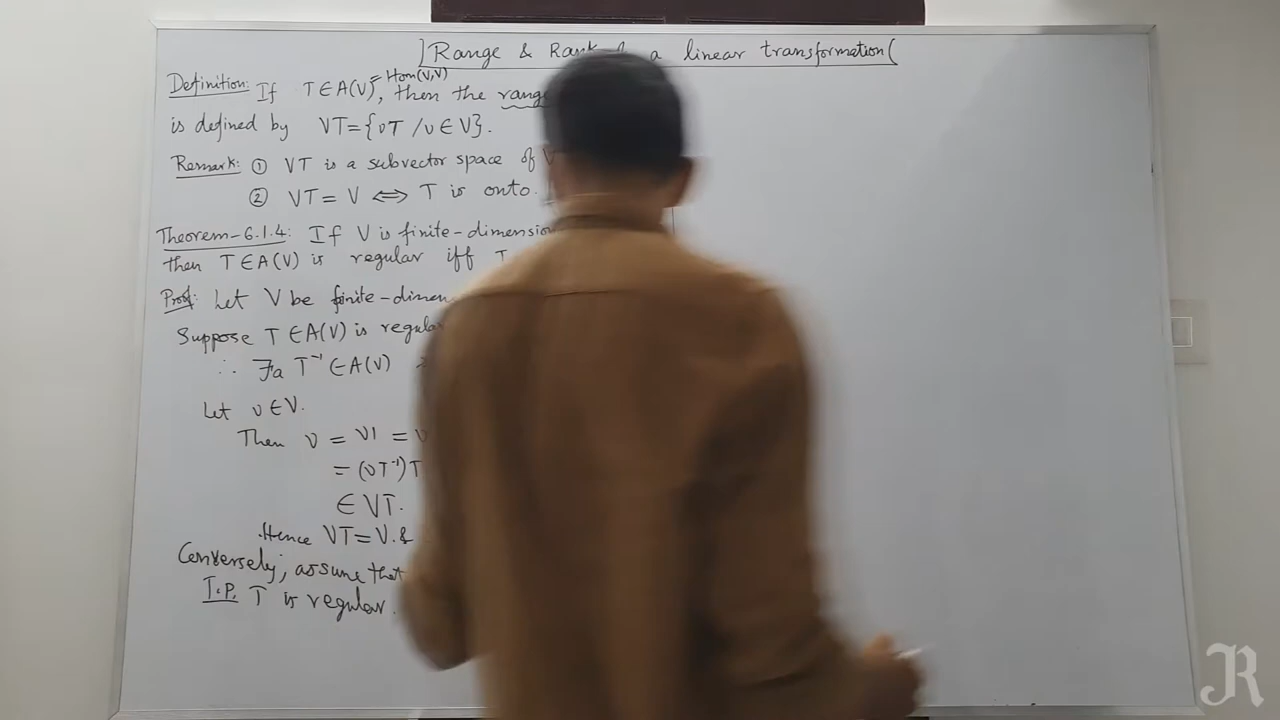 Range & Rank a linear transformation
Definition: If T∈A(V), = Hom(V,V) then the range
is defined by VT={vT /v∈V}.
Remark: ① VT is a subvector space of V
② VT=V ⟺ T is onto.
Theorem-6.1.4: If V is finite-dimension
then T∈A(V) is regular iff T
Proof: Let V be finite-dimen
Suppose T∈A(V) is regular
∴ ∃ a T⁻¹∈A(V)
Let v∈V.
Then v = v1 = v
= (vT⁻¹)T
∈ VT.
Hence VT=V. &
Conversely, assume that
T.P. T is regular.
R